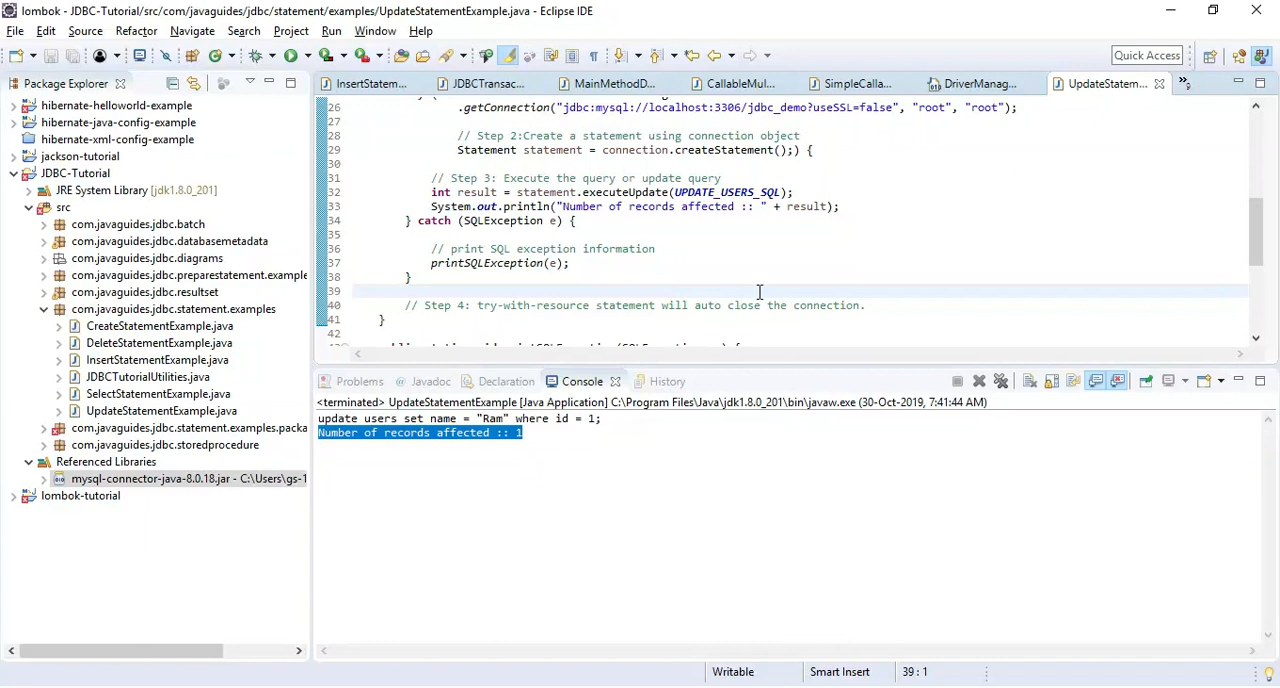 lombok - JDBC-Tutorial/src/com/javaguides/jdbc/statement/examples/UpdateStatementExample.java - Eclipse IDE
File Edit Source Refactor Navigate Search Project Run Window Help
Quick Access
Package Explorer
InsertStatem... JDBCTransac... MainMethodD... CallableMul... SimpleCalla... DriverManag... UpdateStatem... »9
hibernate-helloworld-example
hibernate-java-config-example
hibernate-xml-config-example
jackson-tutorial
JDBC-Tutorial
JRE System Library [jdk1.8.0_201]
src
com.javaguides.jdbc.batch
com.javaguides.jdbc.databasemetadata
com.javaguides.jdbc.diagrams
com.javaguides.jdbc.preparestatement.example
com.javaguides.jdbc.resultset
com.javaguides.jdbc.statement.examples
CreateStatementExample.java
DeleteStatementExample.java
InsertStatementExample.java
JDBCTutorialUtilities.java
SelectStatementExample.java
UpdateStatementExample.java
com.javaguides.jdbc.statement.examples.packa
com.javaguides.jdbc.storedprocedure
Referenced Libraries
mysql-connector-java-8.0.18.jar - C:\Users\gs-1
lombok-tutorial
26 .getConnection("jdbc:mysql://localhost:3306/jdbc_demo?useSSL=false", "root", "root");
27
28 // Step 2:Create a statement using connection object
29 Statement statement = connection.createStatement();) {
30
31 // Step 3: Execute the query or update query
32 int result = statement.executeUpdate(UPDATE_USERS_SQL);
33 System.out.println("Number of records affected :: " + result);
34 } catch (SQLException e) {
35
36 // print SQL exception information
37 printSQLException(e);
38 }
39
40 // Step 4: try-with-resource statement will auto close the connection.
41 }
42
Problems @ Javadoc Declaration Console History
<terminated> UpdateStatementExample [Java Application] C:\Program Files\Java\jdk1.8.0_201\bin\javaw.exe (30-Oct-2019, 7:41:44 AM)
update users set name = "Ram" where id = 1;
Number of records affected :: 1
Writable Smart Insert 39 : 1